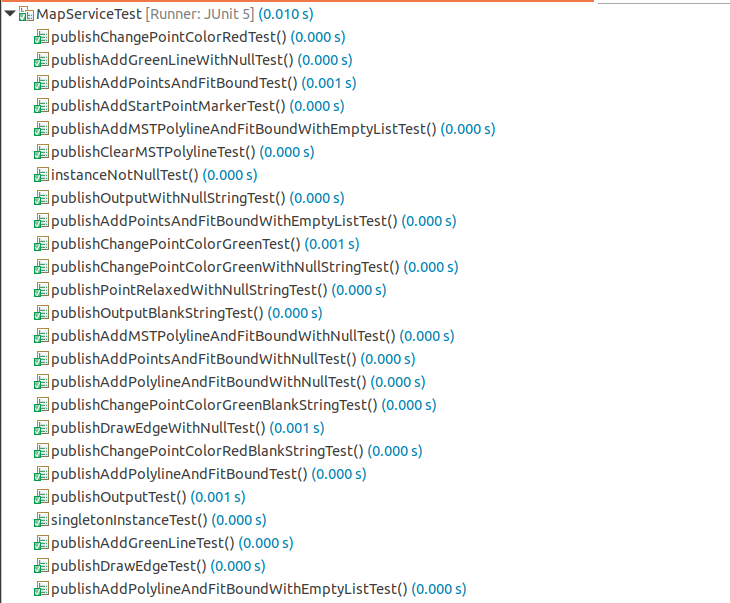 MapServiceTest [Runner: JUnit 5] (0.010 s)
publishChangePointColorRedTest() (0.000 s)
publishAddGreenLineWithNullTest() (0.000 s)
publishAddPointsAndFitBoundTest() (0.001 s)
publishAddStartPointMarkerTest() (0.000 s)
publishAddMSTPolylineAndFitBoundWithEmptyListTest() (0.000 s)
publishClearMSTPolylineTest() (0.000 s)
instanceNotNullTest() (0.000 s)
publishOutputWithNullStringTest() (0.000 s)
publishAddPointsAndFitBoundWithEmptyListTest() (0.000 s)
publishChangePointColorGreenTest() (0.001 s)
publishChangePointColorGreenWithNullStringTest() (0.000 s)
publishPointRelaxedWithNullStringTest() (0.000 s)
publishOutputBlankStringTest() (0.000 s)
publishAddMSTPolylineAndFitBoundWithNullTest() (0.000 s)
publishAddPointsAndFitBoundWithNullTest() (0.000 s)
publishAddPolylineAndFitBoundWithNullTest() (0.000 s)
publishChangePointColorGreenBlankStringTest() (0.000 s)
publishDrawEdgeWithNullTest() (0.001 s)
publishChangePointColorRedBlankStringTest() (0.000 s)
publishAddPolylineAndFitBoundTest() (0.000 s)
publishOutputTest() (0.001 s)
singletonInstanceTest() (0.000 s)
publishAddGreenLineTest() (0.000 s)
publishDrawEdgeTest() (0.000 s)
publishAddPolylineAndFitBoundWithEmptyListTest() (0.000 s)